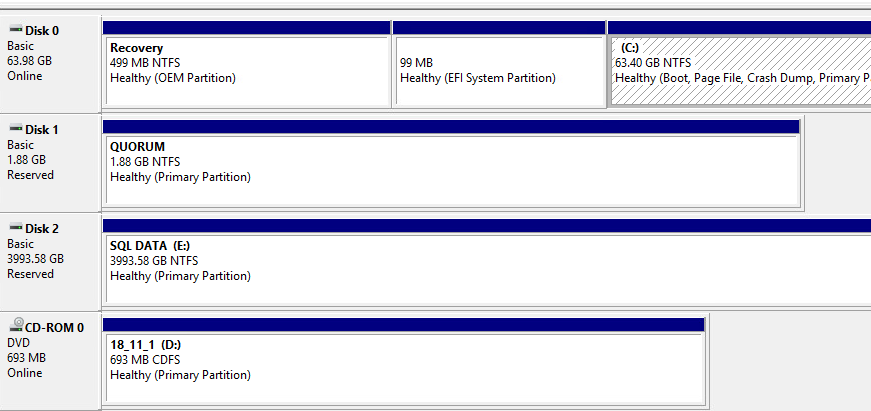 Disk 0
Basic
63.98 GB
Online
Recovery
499 MB NTFS
Healthy (OEM Partition)
99 MB
Healthy (EFI System Partition)
(C:)
63.40 GB NTFS
Healthy (Boot, Page File, Crash Dump, Primary P
Disk 1
Basic
1.88 GB
Reserved
QUORUM
1.88 GB NTFS
Healthy (Primary Partition)
Disk 2
Basic
3993.58 GB
Reserved
SQL DATA (E:)
3993.58 GB NTFS
Healthy (Primary Partition)
CD-ROM 0
DVD
693 MB
Online
18_11_1 (D:)
693 MB CDFS
Healthy (Primary Partition)